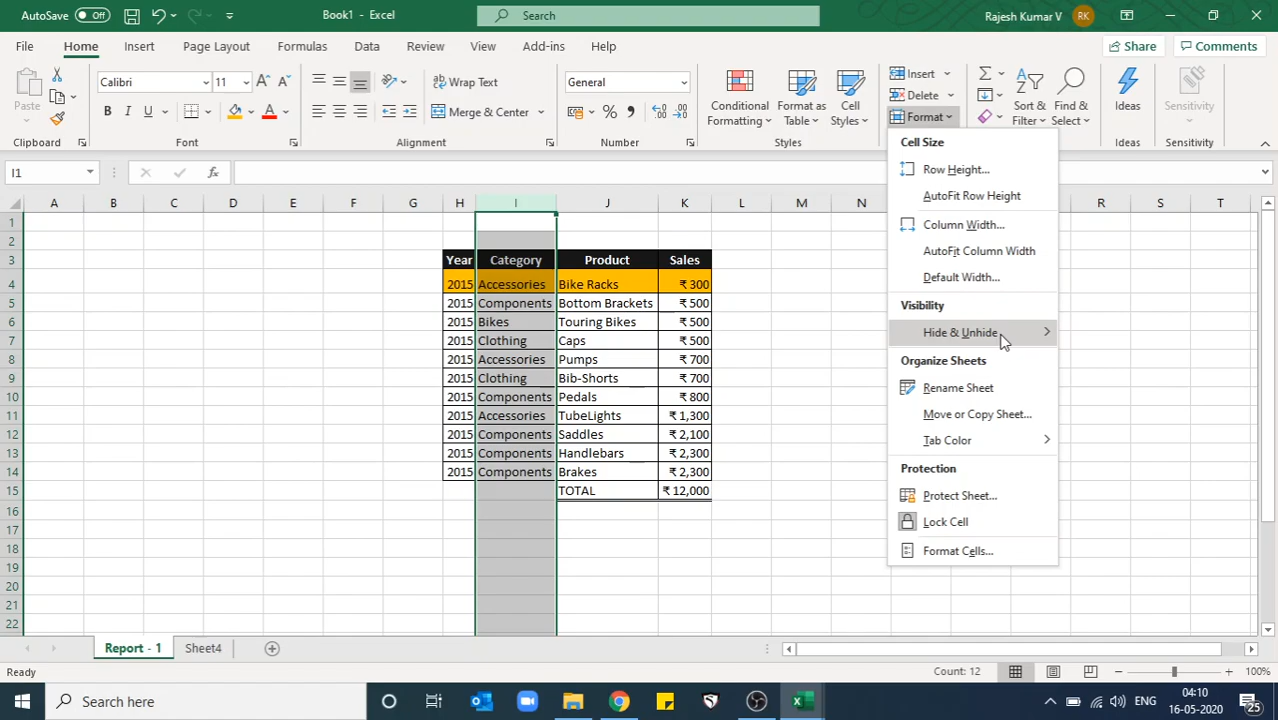 AutoSave Off Book1 - Excel Search Rajesh Kumar V RK
File Home Insert Page Layout Formulas Data Review View Add-ins Help Share Comments
Paste Calibri 11 A A Wrap Text General Conditional Formatting Format as Table Cell Styles Insert Sort & Filter Find & Select Ideas Sensitivity
B I U A Merge & Center % , Delete
Format
Clipboard Font Alignment Number Styles Ideas Sensitivity
I1 fx
A B C D E F G H I J K L M N R S T
1
2
3 Year Category Product Sales
4 2015 Accessories Bike Racks ₹ 300
5 2015 Components Bottom Brackets ₹ 500
6 2015 Bikes Touring Bikes ₹ 500
7 2015 Clothing Caps ₹ 500
8 2015 Accessories Pumps ₹ 700
9 2015 Clothing Bib-Shorts ₹ 700
10 2015 Components Pedals ₹ 800
11 2015 Accessories TubeLights ₹ 1,300
12 2015 Components Saddles ₹ 2,100
13 2015 Components Handlebars ₹ 2,300
14 2015 Components Brakes ₹ 2,300
15 TOTAL ₹ 12,000
16
17
18
19
20
21
22
Cell Size
Row Height...
AutoFit Row Height
Column Width...
AutoFit Column Width
Default Width...
Visibility
Hide & Unhide
Organize Sheets
Rename Sheet
Move or Copy Sheet...
Tab Color
Protection
Protect Sheet...
Lock Cell
Format Cells...
Report - 1 Sheet4
Ready Count: 12 100%
Search here ENG 04:10
16-05-2020 25